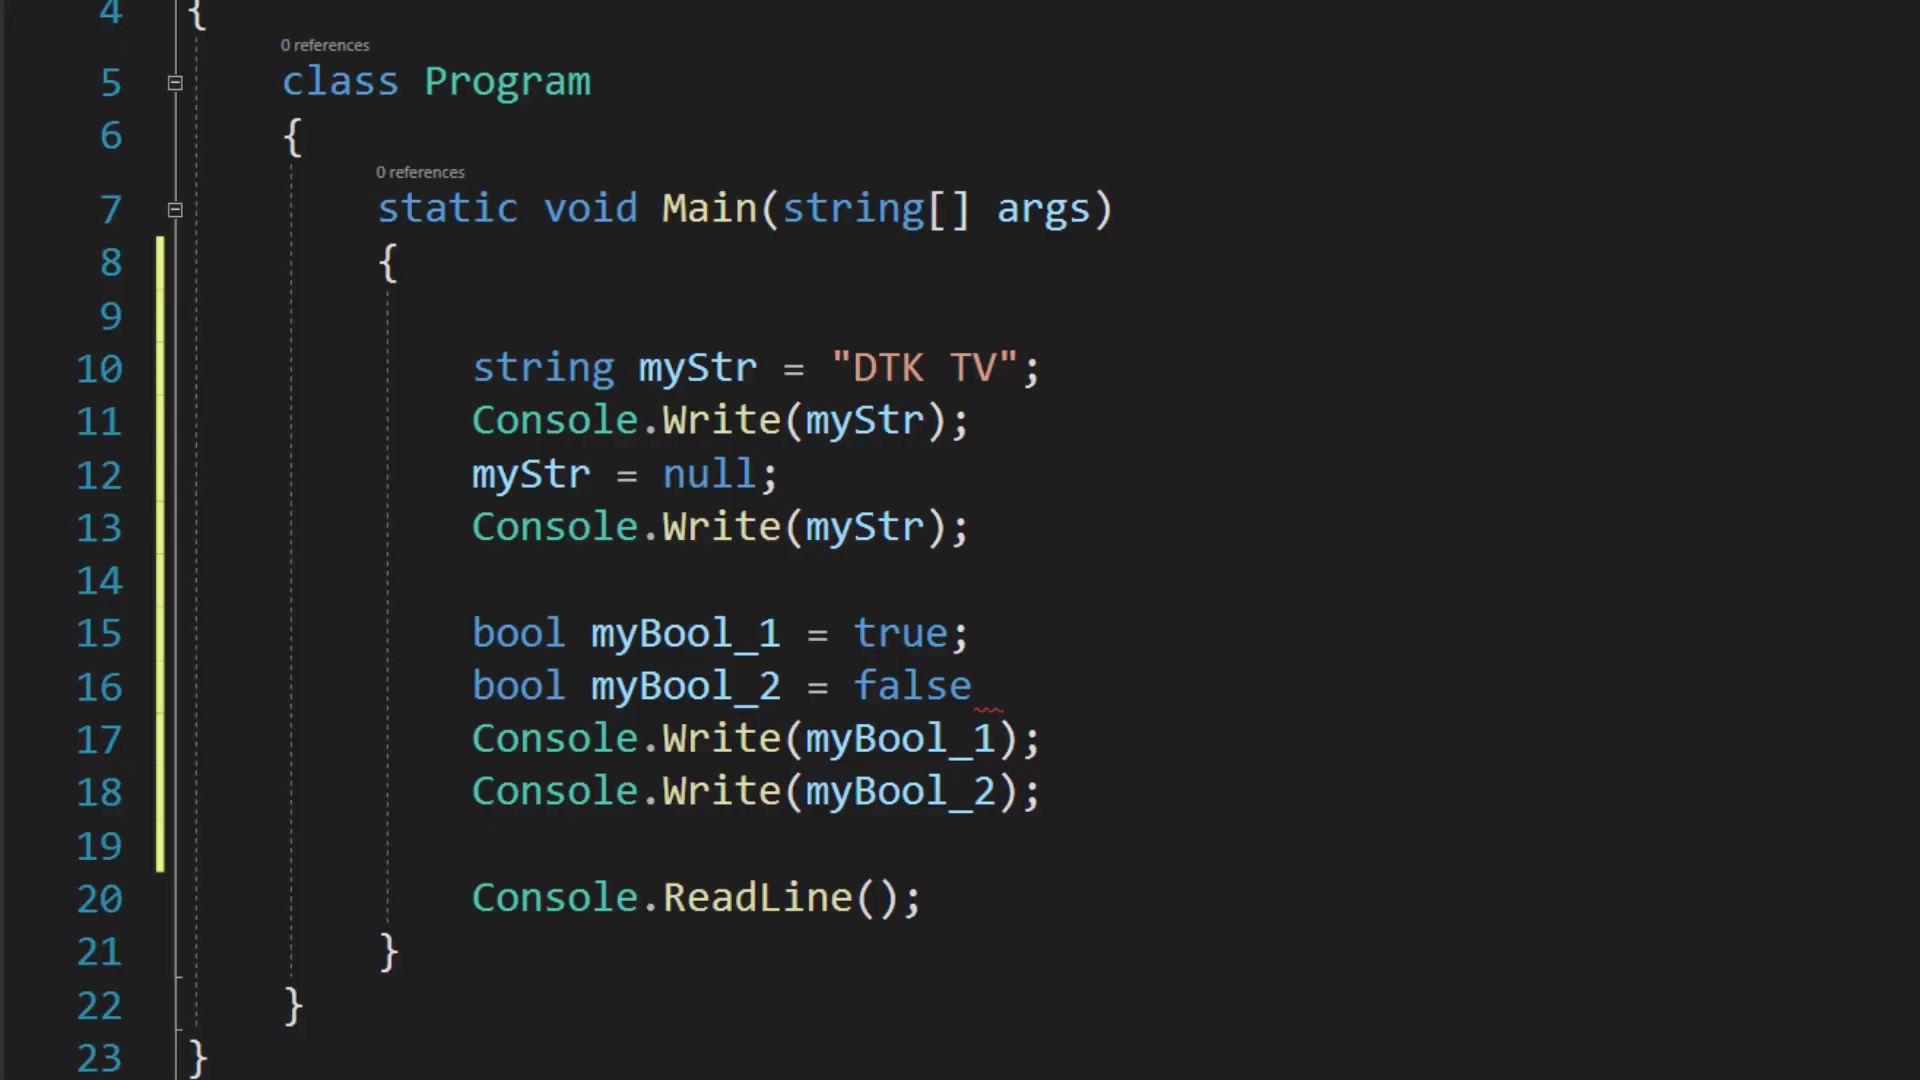 4 {
0 references
5 class Program
6 {
0 references
7 static void Main(string[] args)
8 {
9
10 string myStr = "DTK TV";
11 Console.Write(myStr);
12 myStr = null;
13 Console.Write(myStr);
14
15 bool myBool_1 = true;
16 bool myBool_2 = false
17 Console.Write(myBool_1);
18 Console.Write(myBool_2);
19
20 Console.ReadLine();
21 }
22 }
23 }